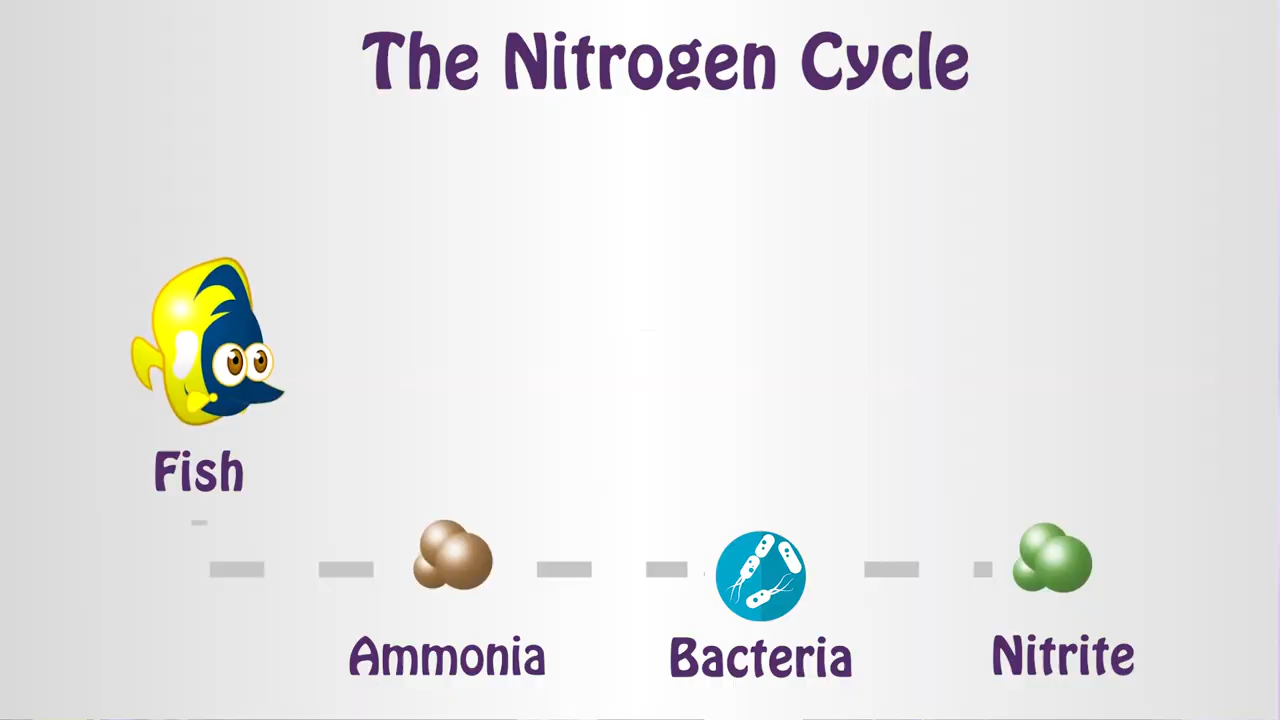 The Nitrogen Cycle
Fish
Ammonia
Bacteria
Nitrite